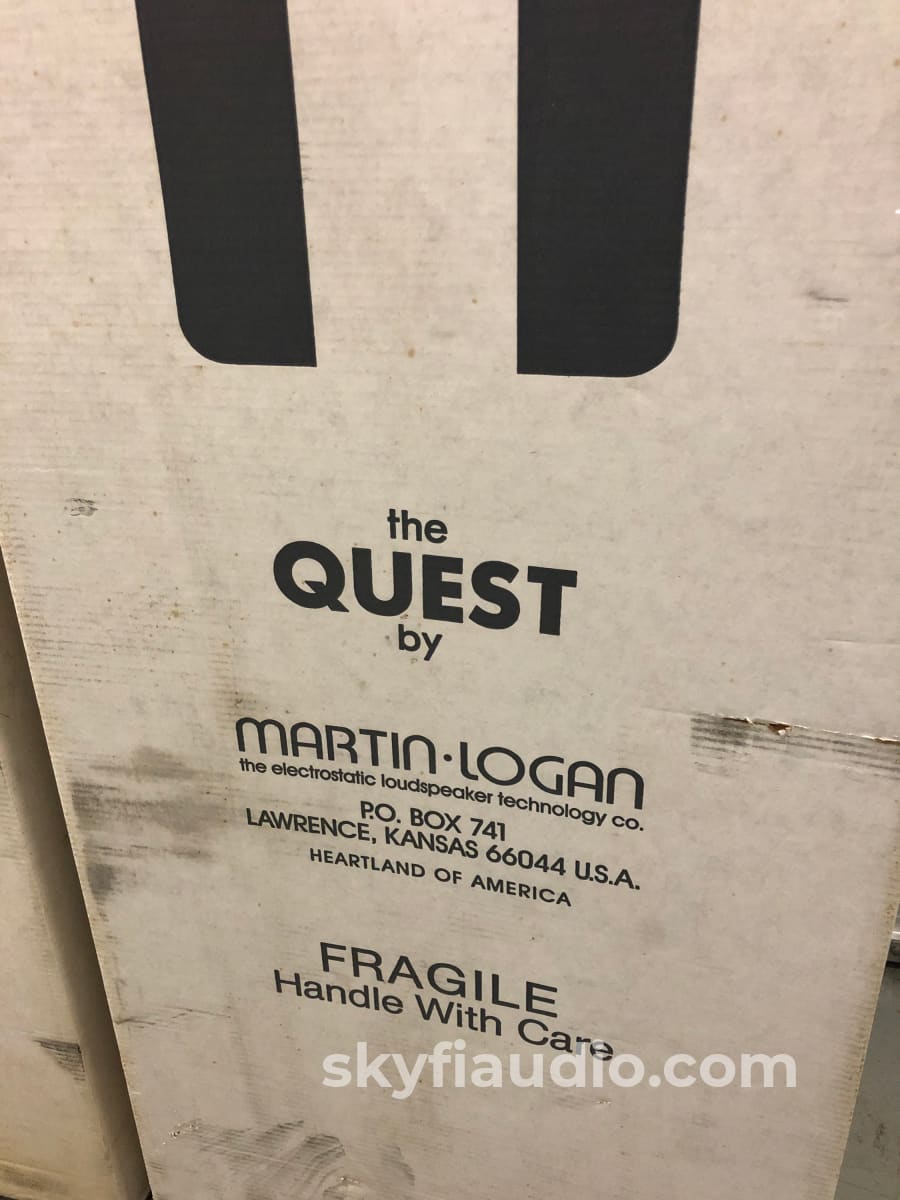 the
QUEST
by
MARTIN·LOGAN
the electrostatic loudspeaker technology co.
P.O. BOX 741
LAWRENCE, KANSAS 66044 U.S.A.
HEARTLAND OF AMERICA
FRAGILE
Handle With Care
skyfiaudio.com